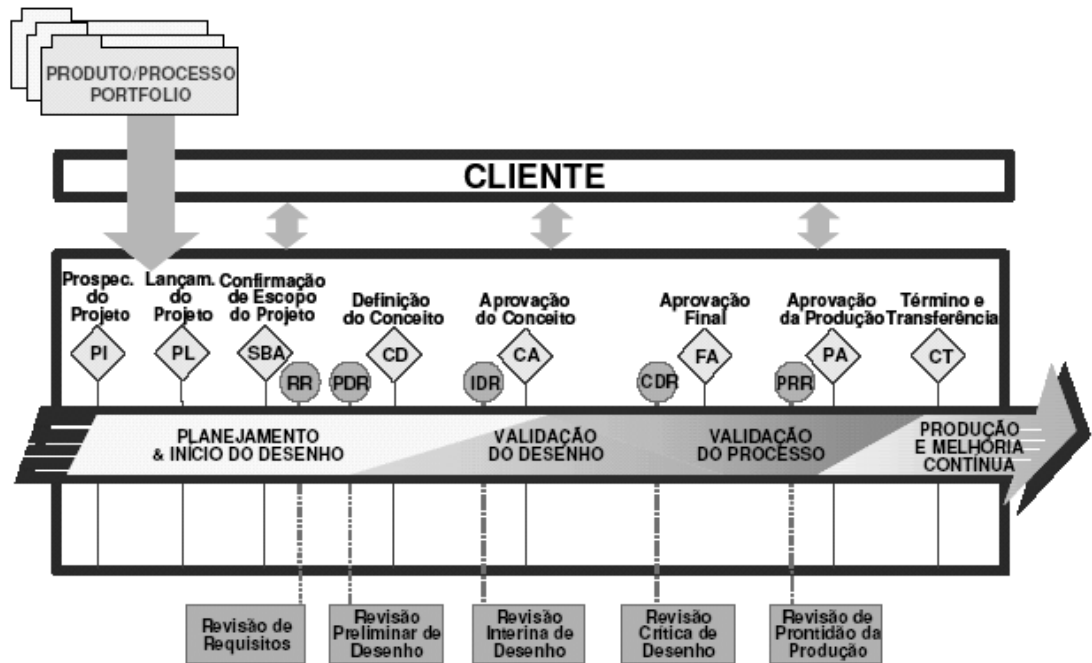 PRODUTO/PROCESSO
PORTFOLIO
CLIENTE
Prospec.
do
Projeto
Lançam.
do
Projeto
Confirmação
de Escopo
do Projeto
Definição
do Conceito
Aprovação
do Conceito
Aprovação
Final
Aprovação
da Produção
Término e
Transferência
PI
PL
SBA
RR
PDR
CD
IDR
CA
CDR
FA
PRR
PA
CT
PLANEJAMENTO
& INÍCIO DO DESENHO
VALIDAÇÃO
DO DESENHO
VALIDAÇÃO
DO PROCESSO
PRODUÇÃO
E MELHÓRIA
CONTÍNUA
Revisão de
Requisitos
Revisão
Preliminar de
Desenho
Revisão
Interina de
Desenho
Revisão
Crítica de
Desenho
Revisão de
Prontidão da
Produção